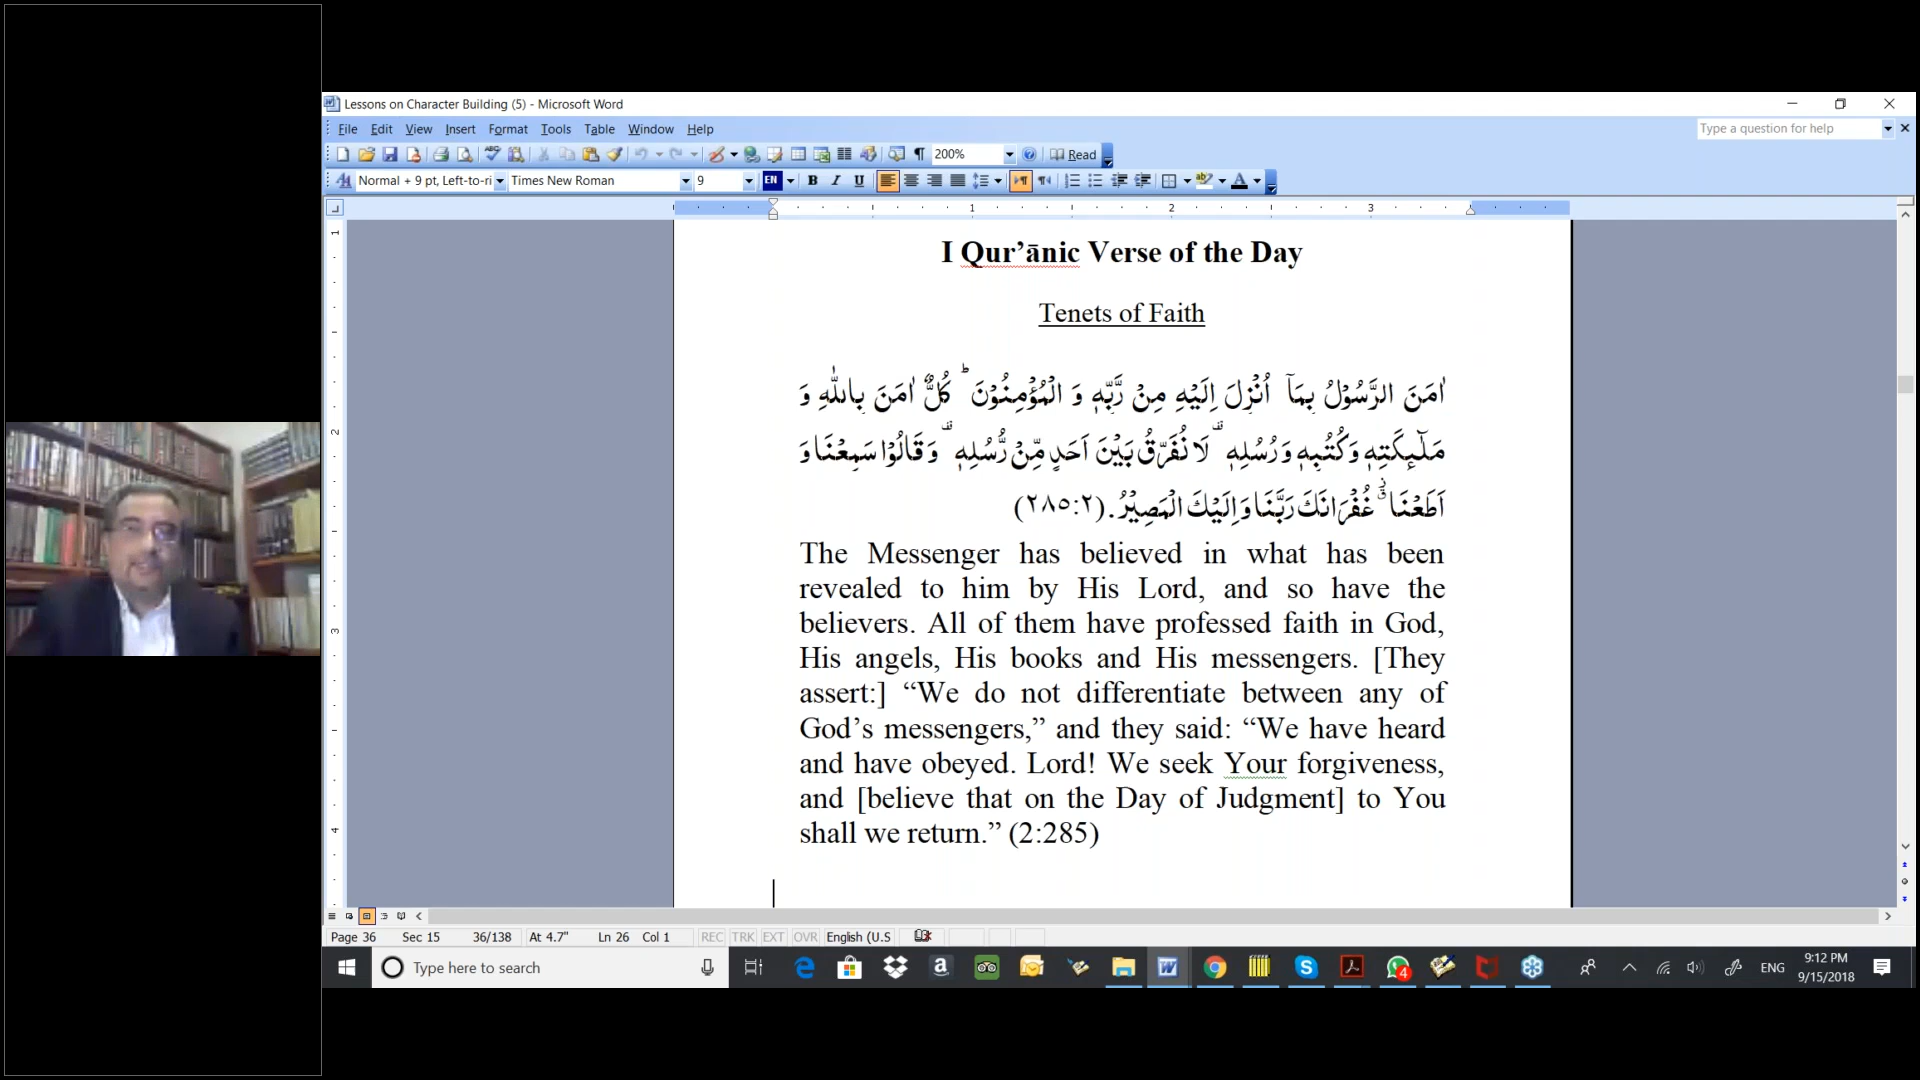 Lessons on Character Building (5) - Microsoft Word
File Edit View Insert Format Tools Table Window Help
Type a question for help
200%
Read
Normal + 9 pt, Left-to-ri
Times New Roman
9
EN
B I U
1 2 3
I Qur’ānic Verse of the Day
Tenets of Faith
اٰمَنَ الرَّسُوْلُ بِمَاۤ اُنْزِلَ اِلَيْهِ مِنْ رَّبِّهٖ وَ الْمُؤْمِنُوْنَ ؕ كُلٌّ اٰمَنَ بِاللّٰهِ وَ
مَلٰٓىِٕكَتِهٖ وَكُتُبِهٖ وَرُسُلِهٖ ۫ لَا نُفَرِّقُ بَيْنَ اَحَدٍ مِّنْ رُّسُلِهٖ ۫ وَقَالُوْا سَمِعْنَا وَ
اَطَعْنَا ٘ۗ غُفْرَانَكَ رَبَّنَا وَاِلَيْكَ الْمَصِيْرُ. (٢:٢٨٥)
The Messenger has believed in what has been
revealed to him by His Lord, and so have the
believers. All of them have professed faith in God,
His angels, His books and His messengers. [They
assert:] “We do not differentiate between any of
God’s messengers,” and they said: “We have heard
and have obeyed. Lord! We seek Your forgiveness,
and [believe that on the Day of Judgment] to You
shall we return.” (2:285)
Page 36 Sec 15 36/138 At 4.7" Ln 26 Col 1 REC TRK EXT OVR English (U.S
Type here to search
4
ENG
9:12 PM
9/15/2018